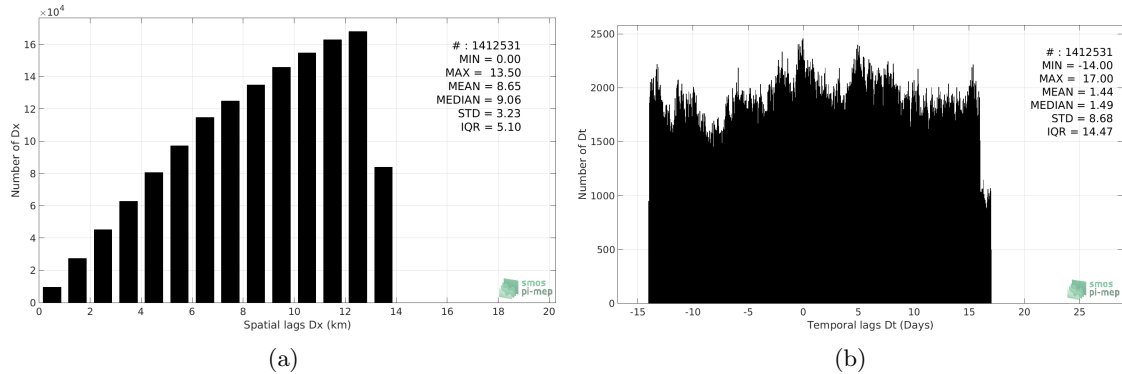 ×10⁴
16
14
12
10
8
6
4
2
0
Number of Dx
# : 1412531
MIN = 0.00
MAX = 13.50
MEAN = 8.65
MEDIAN = 9.06
STD = 3.23
IQR = 5.10
smos
pi-mep
0 2 4 6 8 10 12 14 16 18 20
Spatial lags Dx (km)
(a)
2500
2000
1500
1000
500
0
Number of Dt
# : 1412531
MIN = -14.00
MAX = 17.00
MEAN = 1.44
MEDIAN = 1.49
STD = 8.68
IQR = 14.47
smos
pi-mep
-15 -10 -5 0 5 10 15 20 25
Temporal lags Dt (Days)
(b)